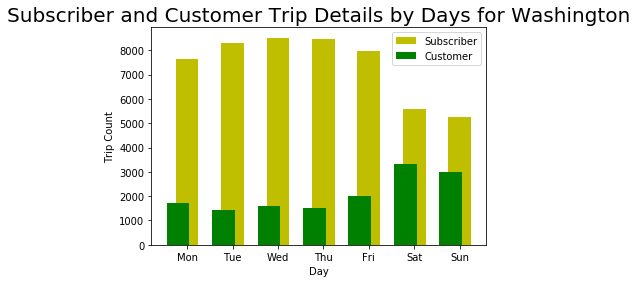 Subscriber and Customer Trip Details by Days for Washington
Subscriber
Customer
8000
7000
6000
5000
4000
3000
2000
1000
0
Trip Count
Mon Tue Wed Thu Fri Sat Sun
Day